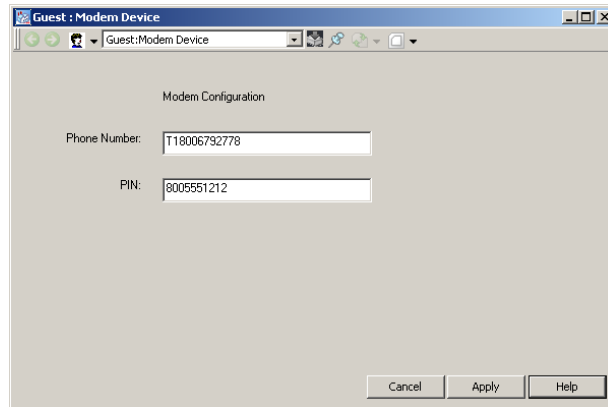 Guest : Modem Device
Guest:Modem Device
Modem Configuration
Phone Number: T18006792778
PIN: 8005551212
Cancel Apply Help